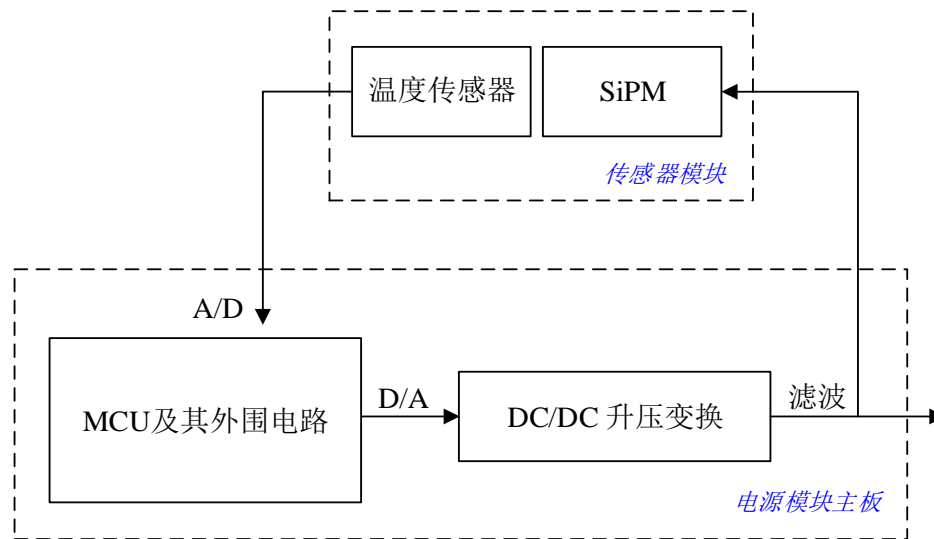 温度传感器
SiPM
传感器模块
A/D
MCU及其外围电路
D/A
DC/DC 升压变换
滤波
电源模块主板